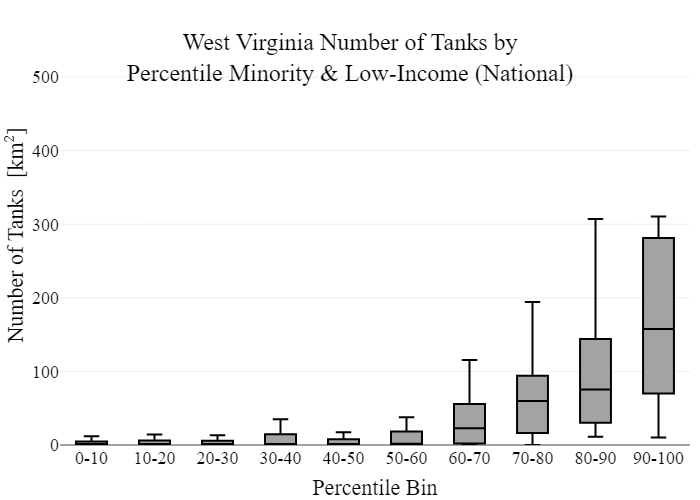 West Virginia Number of Tanks by
Percentile Minority & Low-Income (National)
Number of Tanks [km²]
500
400
300
200
100
0
0-10 10-20 20-30 30-40 40-50 50-60 60-70 70-80 80-90 90-100
Percentile Bin